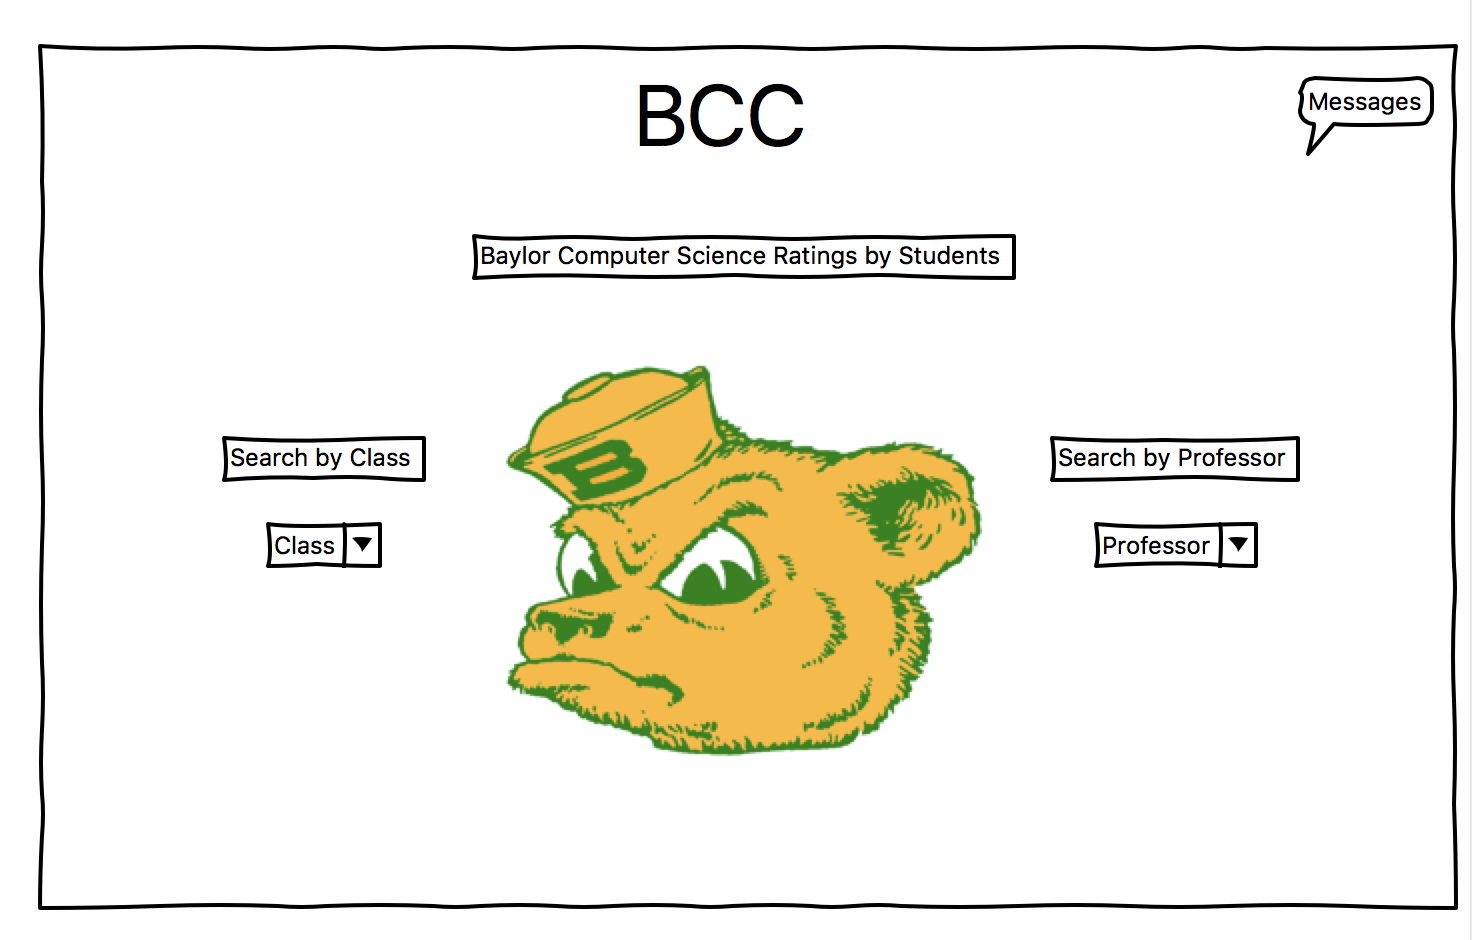 BCC
Messages
Baylor Computer Science Ratings by Students
B
Search by Class
Search by Professor
Class
Professor